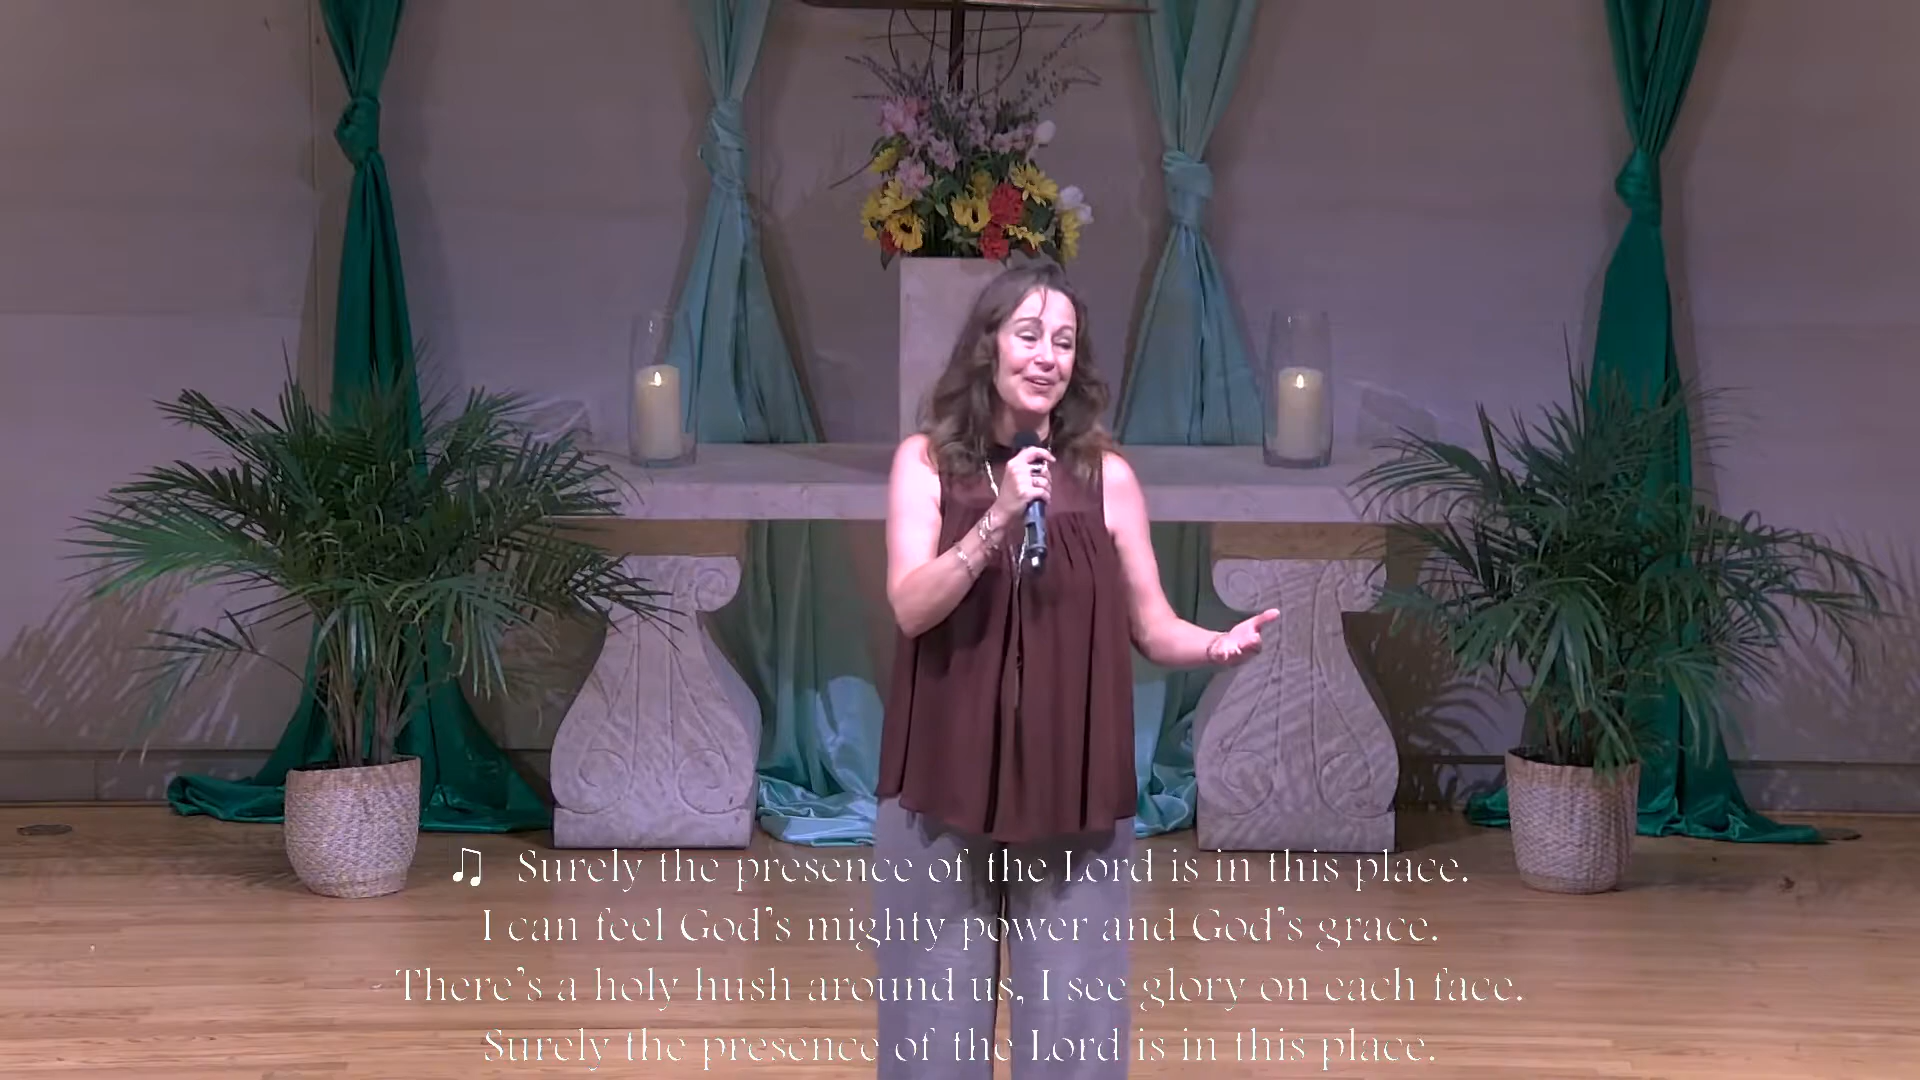 ♫ Surely the presence of the Lord is in this place.
I can feel God's mighty power and God's grace.
There's a holy hush around us, I see glory on each face.
Surely the presence of the Lord is in this place.